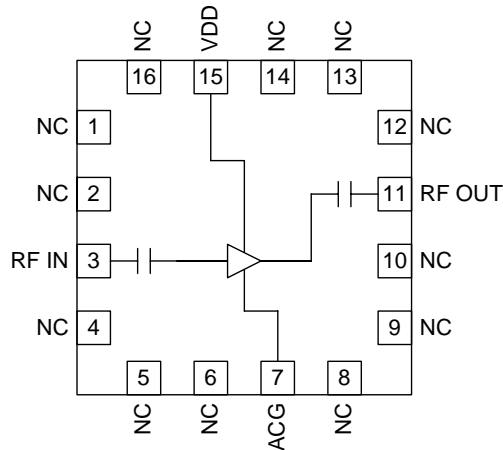 NC VDD NC NC
16 15 14 13
NC 1 12 NC
NC 2 11 RF OUT
RF IN 3 10 NC
NC 4 9 NC
5 6 7 8
NC NC ACG NC